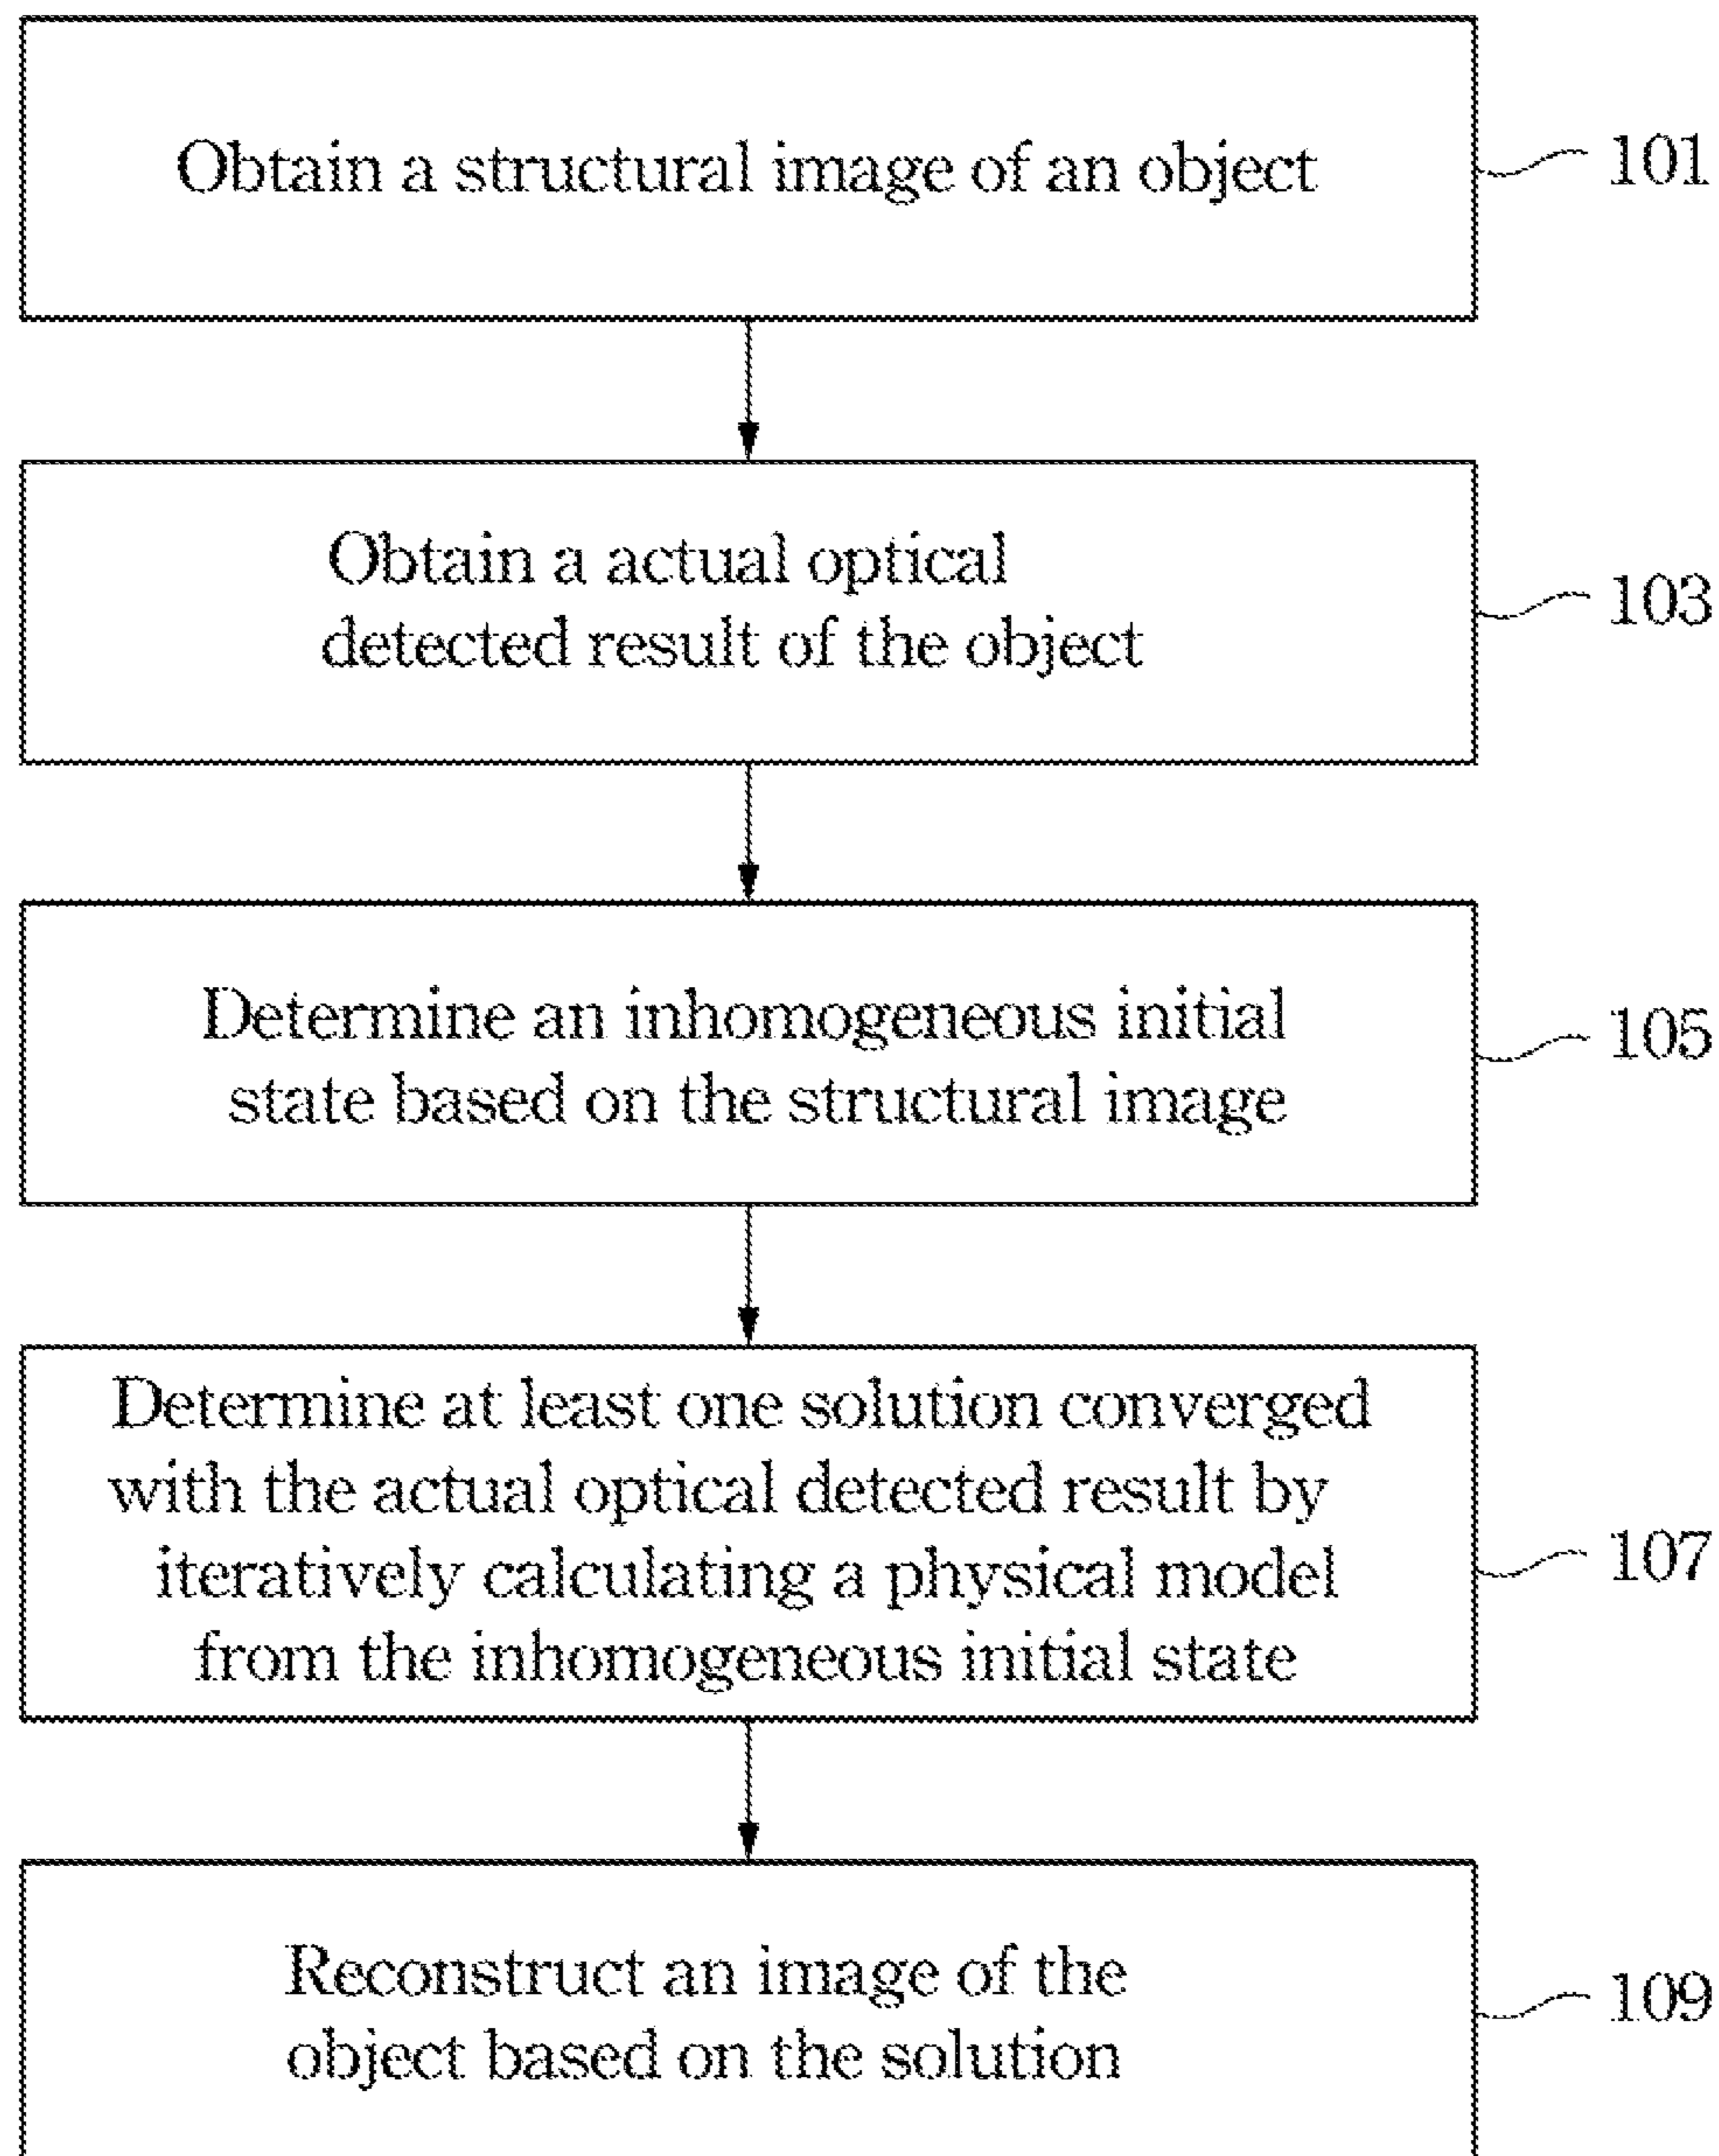 Obtain a structural image of an object
101
Obtain a actual optical
detected result of the object
103
Determine an inhomogeneous initial
state based on the structural image
105
Determine at least one solution converged
with the actual optical detected result by
iteratively calculating a physical model
from the inhomogeneous initial state
107
Reconstruct an image of the
object based on the solution
109